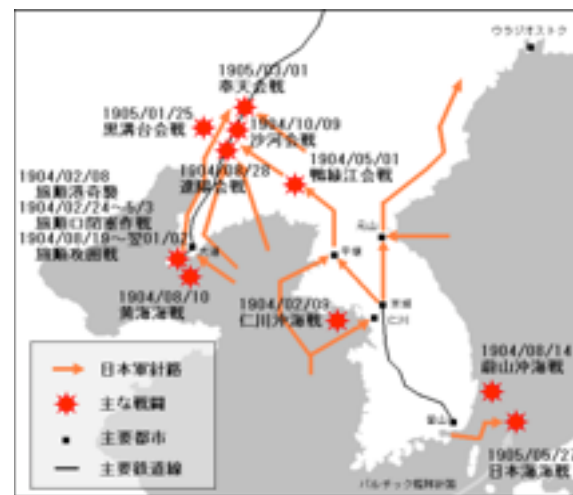 ウラジオストク
1905/03/01
奉天会戦
1905/01/25
黒溝台会戦
1904/10/09
沙河会戦
1904/05/01
鴨緑江会戦
1904/08/28
遼陽会戦
1904/02/08
旅順港奇襲
1904/02/24～5/3
旅順口閉塞作戦
1904/08/19～翌01/02
旅順攻囲戦
大連
1904/08/10
黄海海戦
元山
平壌
1904/02/09
仁川沖海戦
京城
仁川
1904/08/14
蔚山沖海戦
釜山
1905/05/27
日本海海戦
バルチック艦隊
日本軍針路
主な戦闘
主要都市
主要鉄道線